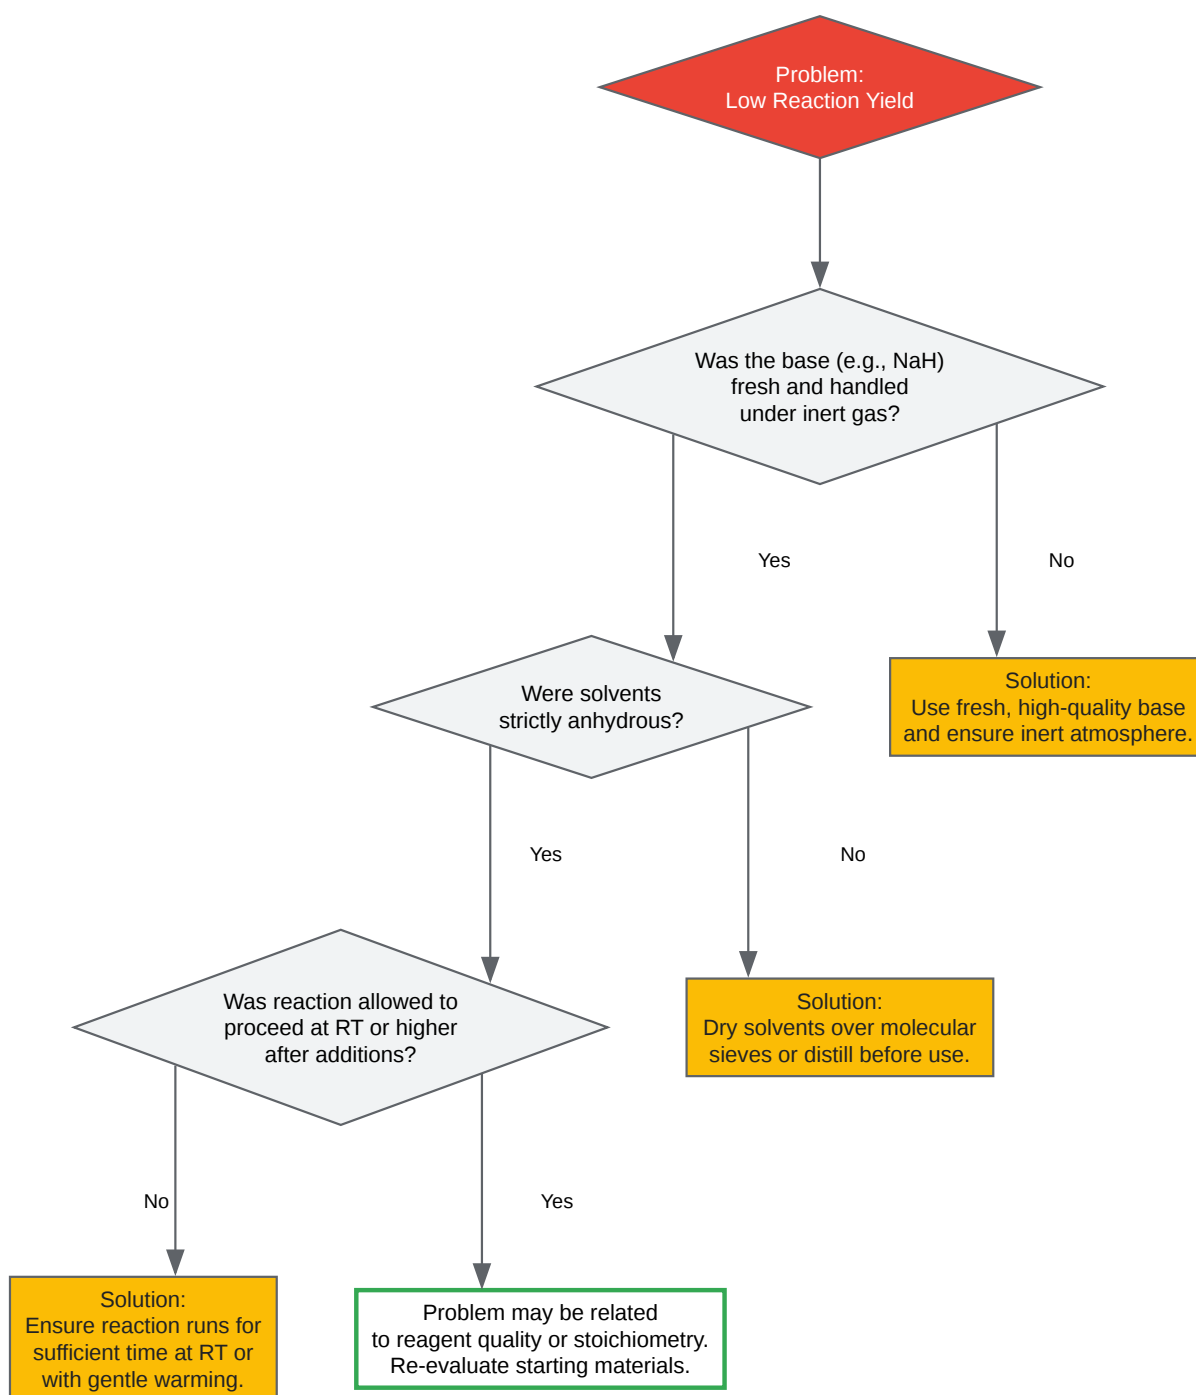 Problem:
Low Reaction Yield
Was the base (e.g., NaH)
fresh and handled
under inert gas?
Yes
No
Were solvents
strictly anhydrous?
Solution:
Use fresh, high-quality base
and ensure inert atmosphere.
Yes
No
Was reaction allowed to
proceed at RT or higher
after additions?
Solution:
Dry solvents over molecular
sieves or distill before use.
No
Yes
Solution:
Ensure reaction runs for
sufficient time at RT or
with gentle warming.
Problem may be related
to reagent quality or stoichiometry.
Re-evaluate starting materials.